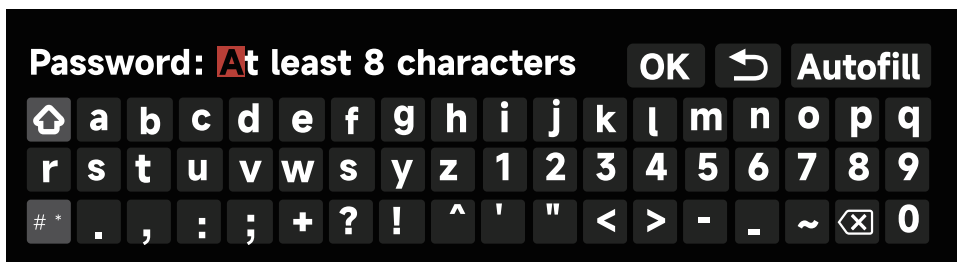 Password: At least 8 characters OK Autofill
a b c d e f g h i j k l m n o p q
r s t u v w s y z 1 2 3 4 5 6 7 8 9
# * . , : ; + ? ! ^ ' " < > - _ ~ 0